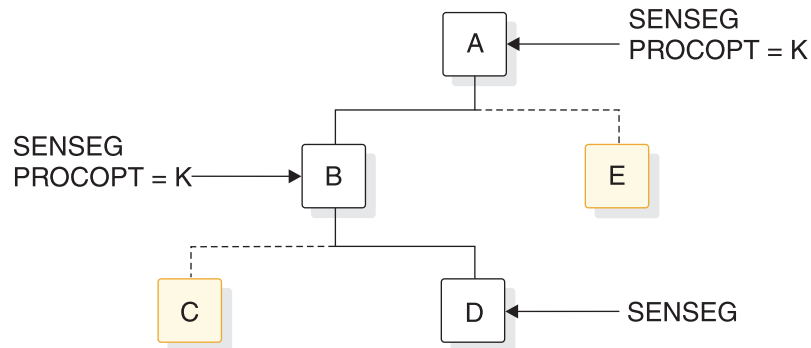 A
SENSEG
PROCOPT = K
SENSEG
PROCOPT = K
B
E
C
D
SENSEG